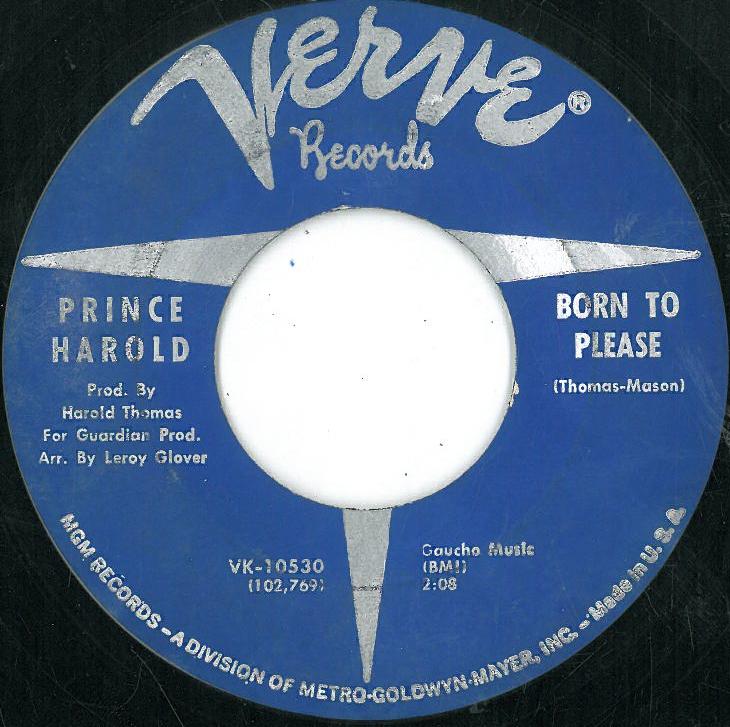 Verve®
Records
PRINCE
HAROLD
Prod. By
Harold Thomas
For Guardian Prod.
Arr. By Leroy Glover
BORN TO
PLEASE
(Thomas-Mason)
VK-10530
(102,769)
Gaucho Music
(BMI)
2:08
MGM RECORDS – A DIVISION OF METRO-GOLDWYN-MAYER, INC. – Made in U.S.A.